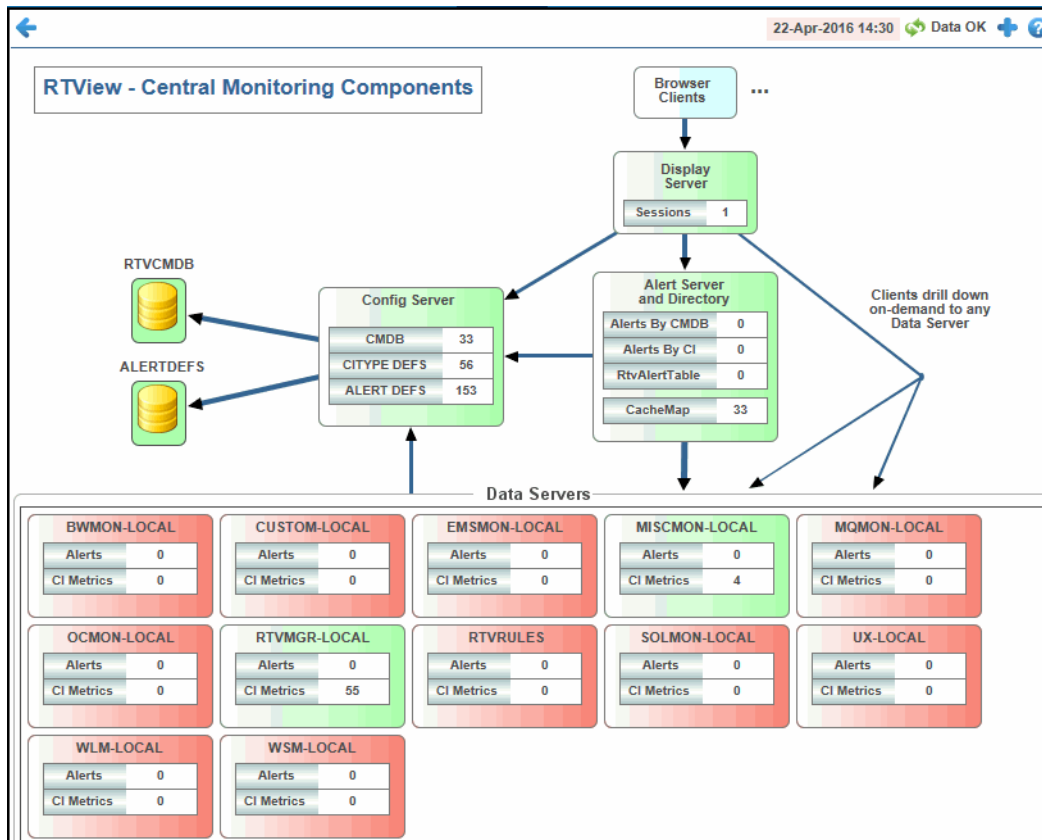 22-Apr-2016 14:30 Data OK
?
RTView - Central Monitoring Components
Browser
Clients
...
Display
Server
Sessions 1
RTVCMDB
ALERTDEFS
Config Server
CMDB 33
CITYPE DEFS 56
ALERT DEFS 153
Alert Server
and Directory
Alerts By CMDB 0
Alerts By CI 0
RtvAlertTable 0
CacheMap 33
Clients drill down
on-demand to any
Data Server
Data Servers
BWMON-LOCAL
Alerts 0
CI Metrics 0
CUSTOM-LOCAL
Alerts 0
CI Metrics 0
EMSMON-LOCAL
Alerts 0
CI Metrics 0
MISCMON-LOCAL
Alerts 0
CI Metrics 4
MQMON-LOCAL
Alerts 0
CI Metrics 0
OCMON-LOCAL
Alerts 0
CI Metrics 0
RTVMGR-LOCAL
Alerts 0
CI Metrics 55
RTVRULES
Alerts 0
CI Metrics 0
SOLMON-LOCAL
Alerts 0
CI Metrics 0
UX-LOCAL
Alerts 0
CI Metrics 0
WLM-LOCAL
Alerts 0
CI Metrics 0
WSM-LOCAL
Alerts 0
CI Metrics 0